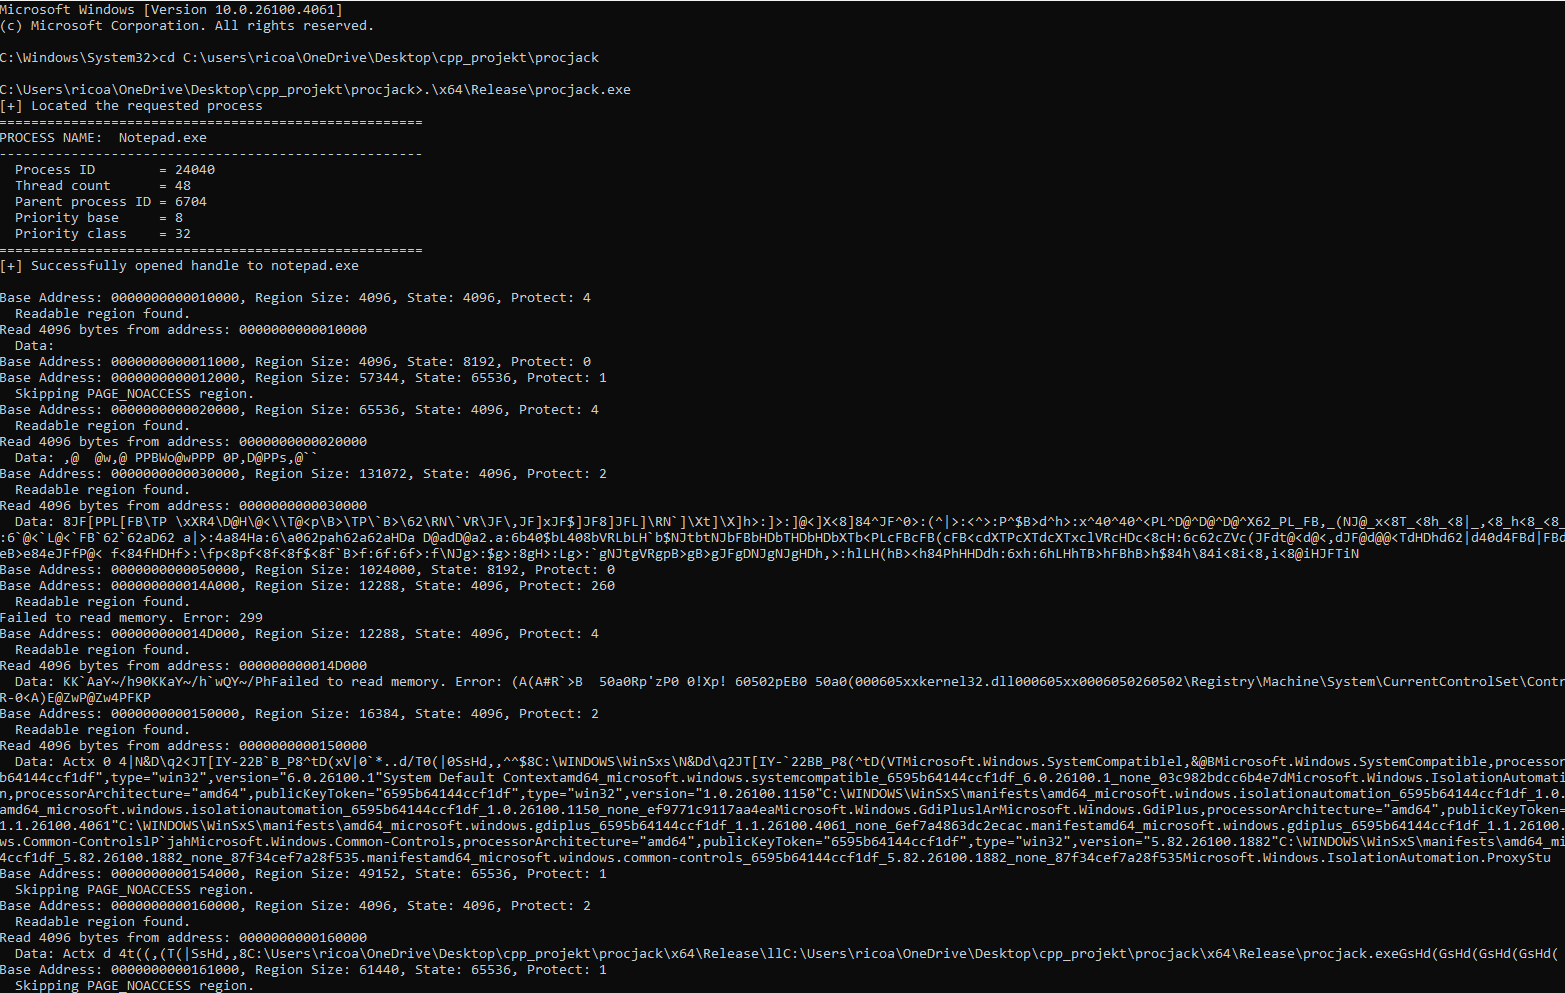 Microsoft Windows [Version 10.0.26100.4061]
(c) Microsoft Corporation. All rights reserved.
C:\Windows\System32>cd C:\users\ricoa\OneDrive\Desktop\cpp_projekt\procjack
C:\Users\ricoa\OneDrive\Desktop\cpp_projekt\procjack>.\x64\Release\procjack.exe
[+] Located the requested process
=====================================================
PROCESS NAME:  Notepad.exe
-----------------------------------------------------
  Process ID        = 24040
  Thread count      = 48
  Parent process ID = 6704
  Priority base     = 8
  Priority class    = 32
=====================================================
[+] Successfully opened handle to notepad.exe
Base Address: 0000000000010000, Region Size: 4096, State: 4096, Protect: 4
  Readable region found.
Read 4096 bytes from address: 0000000000010000
  Data:
Base Address: 0000000000011000, Region Size: 4096, State: 8192, Protect: 0
Base Address: 0000000000012000, Region Size: 57344, State: 65536, Protect: 1
  Skipping PAGE_NOACCESS region.
Base Address: 0000000000020000, Region Size: 65536, State: 4096, Protect: 4
  Readable region found.
Read 4096 bytes from address: 0000000000020000
  Data: ,@  @w,@ PPBWo@wPPP 0P,D@PPs,@``
Base Address: 0000000000030000, Region Size: 131072, State: 4096, Protect: 2
  Readable region found.
Read 4096 bytes from address: 0000000000030000
  Data: 8JF[PPL[FB\TP \xXR4\D@H\@<\\T@<p\B>\TP\`B>\62\RN\`VR\JF\,JF]xJF$]JF8]JFL]\RN`]\Xt]\X]h>:]>:]@<]X<8]84^JF^0>:(^|>:<^>:P^$B>d^h>:x^40^40^<PL^D@^D@^D@^X62_PL_FB,_(NJ@_x<8T_<8h_<8|_,<8_h<8_<8_
:6`@<`L@<`FB`62`62aD62 a|>:4a84Ha:6\a062pah62a62aHDa D@adD@a2.a:6b40$bL408bVRLbLH`b$NJtbtNJbFBbHDbTHDbHDbXTb<PLcFBcFB(cFB<cdXTPcXTdcXTxclVRcHDc<8cH:6c62cZVc(JFdt@<d@<,dJF@d@@<TdHDhd62|d40d4FBd|FBd
eB>e84eJFfP@< f<84fHDHf>:\fp<8pf<8f<8f$<8f`B>f:6f:6f>:f\NJg>:$g>:8gH>:Lg>:`gNJtgVRgpB>gB>gJFgDNJgNJgHDh,>:hlLH(hB><h84PhHHDdh:6xh:6hLHhTB>hFBhB>h$84h\84i<8i<8,i<8@iHJFTiN
Base Address: 0000000000050000, Region Size: 1024000, State: 8192, Protect: 0
Base Address: 000000000014A000, Region Size: 12288, State: 4096, Protect: 260
  Readable region found.
Failed to read memory. Error: 299
Base Address: 000000000014D000, Region Size: 12288, State: 4096, Protect: 4
  Readable region found.
Read 4096 bytes from address: 000000000014D000
  Data: KK`AaY~/h90KKaY~/h`wQY~/PhFailed to read memory. Error: (A(A#R`>B  50a0Rp'zP0 0!Xp! 60502pEB0 50a0(000605xxkernel32.dll000605xx0006050260502\Registry\Machine\System\CurrentControlSet\Contr
R-0<A)E@ZwP@Zw4PFKP
Base Address: 0000000000150000, Region Size: 16384, State: 4096, Protect: 2
  Readable region found.
Read 4096 bytes from address: 0000000000150000
  Data: Actx 0 4|N&D\q2<JT[IY-22B`B_P8^tD(xV|0`*..d/T0(|0SsHd,,^^$8C:\WINDOWS\WinSxs\N&Dd\q2JT[IY-`22BB_P8(^tD(VTMicrosoft.Windows.SystemCompatiblel,&@BMicrosoft.Windows.SystemCompatible,processor
b64144ccf1df",type="win32",version="6.0.26100.1"System Default Contextamd64_microsoft.windows.systemcompatible_6595b64144ccf1df_6.0.26100.1_none_03c982bdcc6b4e7dMicrosoft.Windows.IsolationAutomati
n,processorArchitecture="amd64",publicKeyToken="6595b64144ccf1df",type="win32",version="1.0.26100.1150"C:\WINDOWS\WinSxS\manifests\amd64_microsoft.windows.isolationautomation_6595b64144ccf1df_1.0.
amd64_microsoft.windows.isolationautomation_6595b64144ccf1df_1.0.26100.1150_none_ef9771c9117aa4eaMicrosoft.Windows.GdiPluslArMicrosoft.Windows.GdiPlus,processorArchitecture="amd64",publicKeyToken=
1.1.26100.4061"C:\WINDOWS\WinSxS\manifests\amd64_microsoft.windows.gdiplus_6595b64144ccf1df_1.1.26100.4061_none_6ef7a4863dc2ecac.manifestamd64_microsoft.windows.gdiplus_6595b64144ccf1df_1.1.26100.
ws.Common-ControlslP`jahMicrosoft.Windows.Common-Controls,processorArchitecture="amd64",publicKeyToken="6595b64144ccf1df",type="win32",version="5.82.26100.1882"C:\WINDOWS\WinSxS\manifests\amd64_mi
4ccf1df_5.82.26100.1882_none_87f34cef7a28f535.manifestamd64_microsoft.windows.common-controls_6595b64144ccf1df_5.82.26100.1882_none_87f34cef7a28f535Microsoft.Windows.IsolationAutomation.ProxyStu
Base Address: 0000000000154000, Region Size: 49152, State: 65536, Protect: 1
  Skipping PAGE_NOACCESS region.
Base Address: 0000000000160000, Region Size: 4096, State: 4096, Protect: 2
  Readable region found.
Read 4096 bytes from address: 0000000000160000
  Data: Actx d 4t((,(T(|SsHd,,8C:\Users\ricoa\OneDrive\Desktop\cpp_projekt\procjack\x64\Release\llC:\Users\ricoa\OneDrive\Desktop\cpp_projekt\procjack\x64\Release\procjack.exeGsHd(GsHd(GsHd(GsHd(
Base Address: 0000000000161000, Region Size: 61440, State: 65536, Protect: 1
  Skipping PAGE_NOACCESS region.